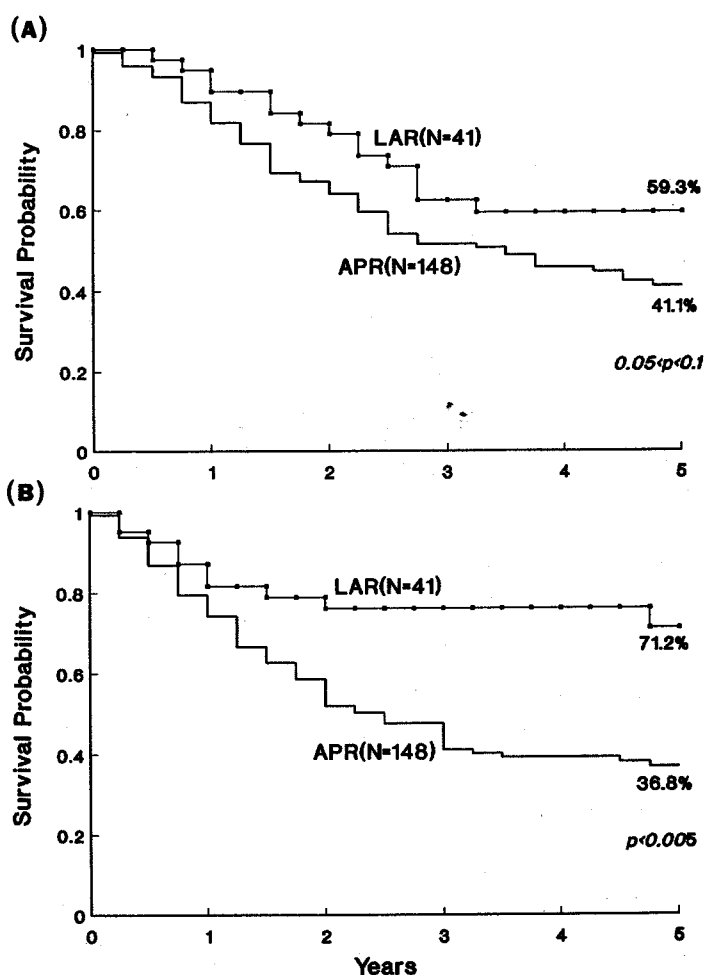 (A)
1
0.8
0.6
0.4
0.2
0
Survival Probability
LAR(N=41)
59.3%
APR(N=148)
41.1%
0.05<p<0.1
0 1 2 3 4 5
(B)
1
0.8
0.6
0.4
0.2
0
Survival Probability
LAR(N=41)
71.2%
APR(N=148)
36.8%
p<0.005
0 1 2 3 4 5
Years